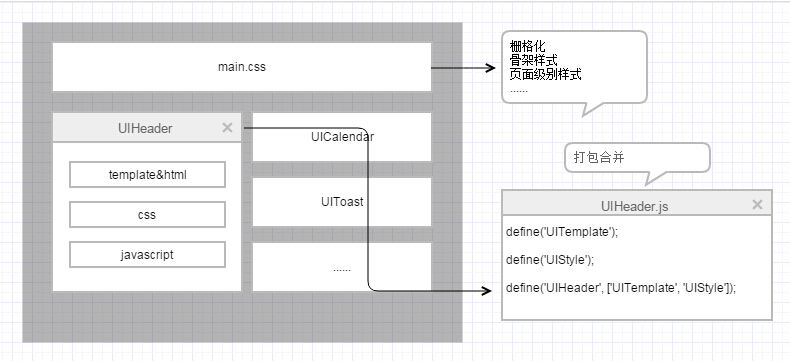 main.css
栅格化
骨架样式
页面级别样式
......
UIHeader
template&html
css
javascript
UICalendar
UIToast
......
打包合并
UIHeader.js
define('UITemplate');
define('UIStyle');
define('UIHeader', ['UITemplate', 'UIStyle']);